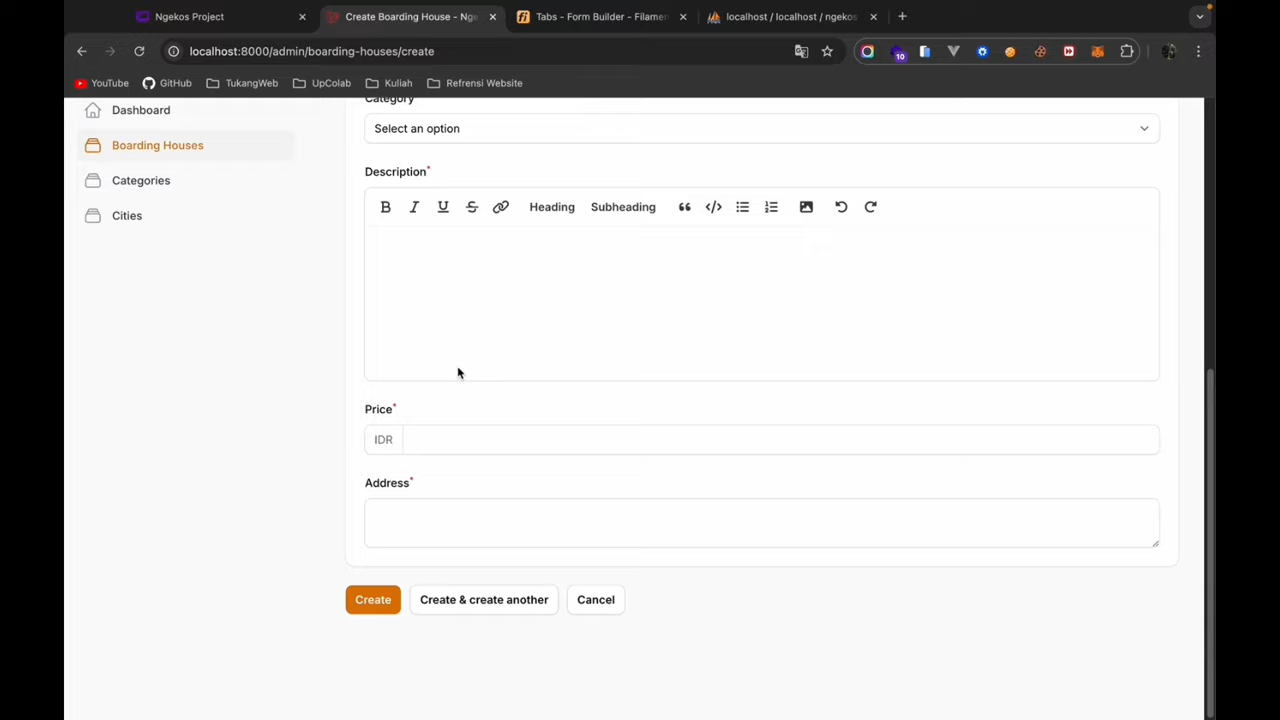 Ngekos Project
Create Boarding House - Nge
Tabs - Form Builder - Filamen
localhost / localhost / ngekos
localhost:8000/admin/boarding-houses/create
10
YouTube
GitHub
TukangWeb
UpColab
Kuliah
Refrensi Website
Category
Dashboard
Select an option
Boarding Houses
Description*
Categories
Heading
Subheading
Cities
Price*
IDR
Address*
Create
Create & create another
Cancel